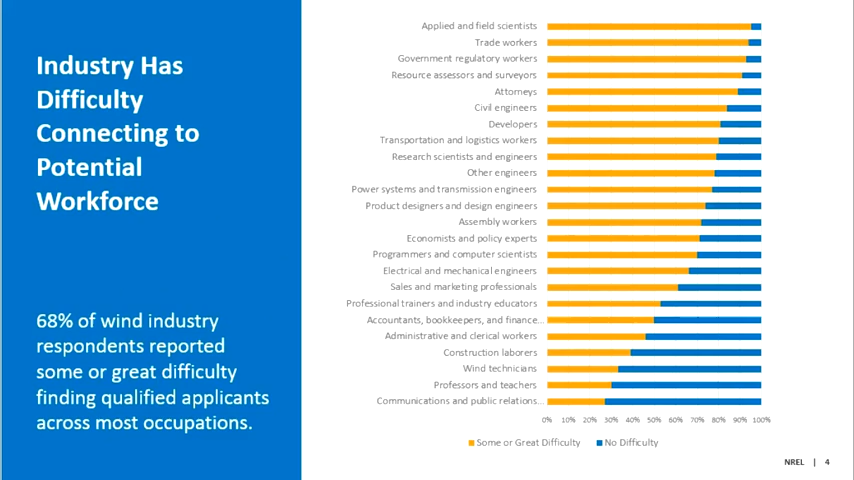 Industry Has
Difficulty
Connecting to
Potential
Workforce
68% of wind industry
respondents reported
some or great difficulty
finding qualified applicants
across most occupations.
Applied and field scientists
Trade workers
Government regulatory workers
Resource assessors and surveyors
Attorneys
Civil engineers
Developers
Transportation and logistics workers
Research scientists and engineers
Other engineers
Power systems and transmission engineers
Product designers and design engineers
Assembly workers
Economists and policy experts
Programmers and computer scientists
Electrical and mechanical engineers
Sales and marketing professionals
Professional trainers and industry educators
Accountants, bookkeepers, and finance...
Administrative and clerical workers
Construction laborers
Wind technicians
Professors and teachers
Communications and public relations...
0% 10% 20% 30% 40% 50% 60% 70% 80% 90% 100%
Some or Great Difficulty No Difficulty
NREL | 4